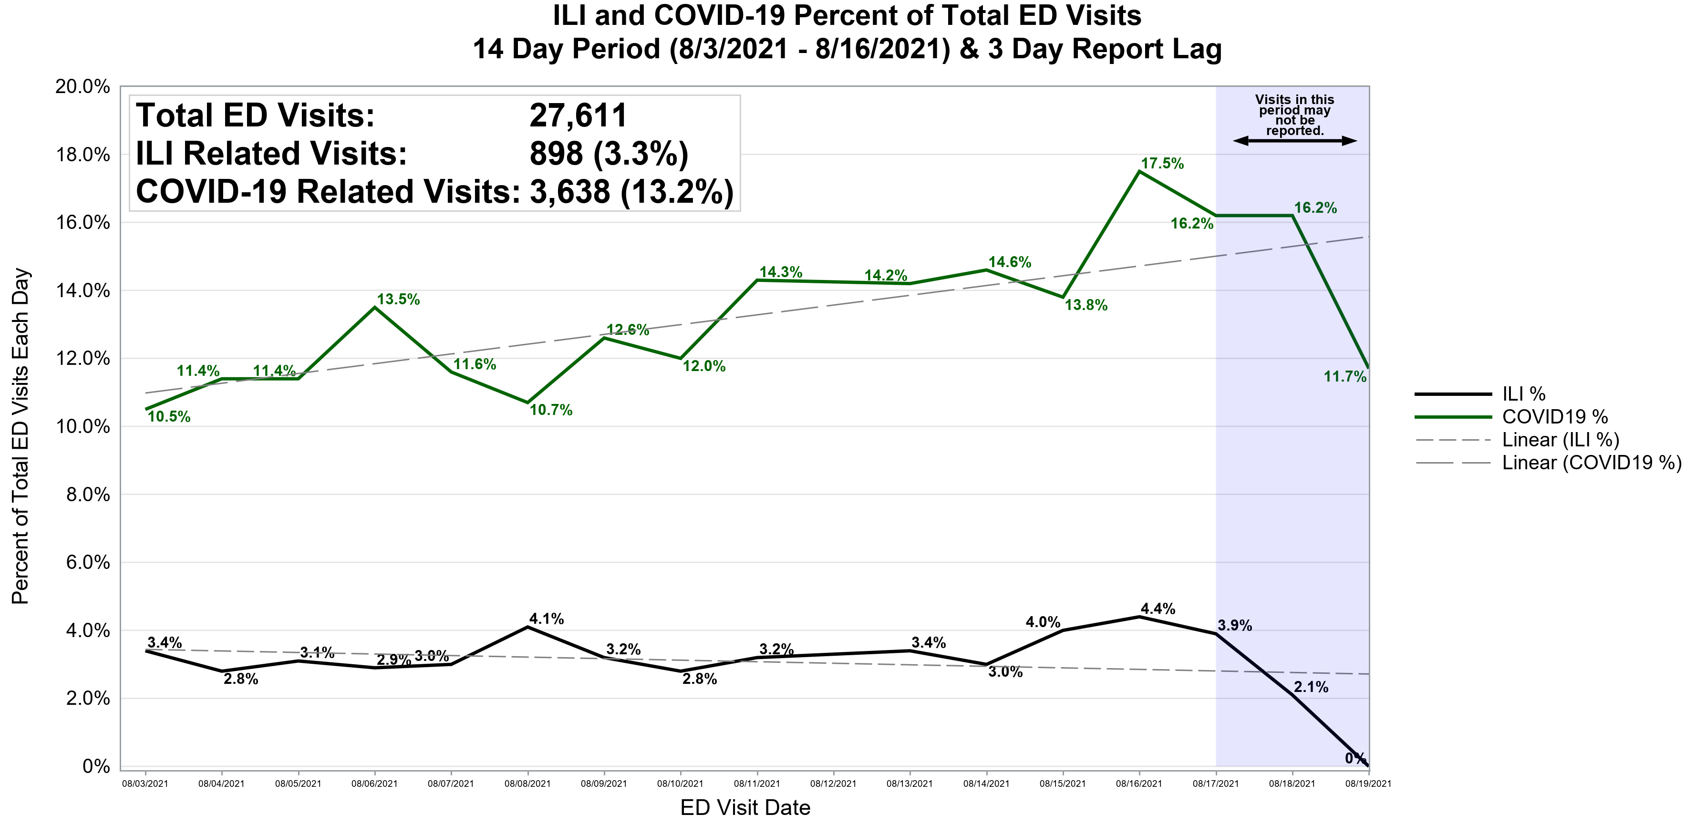 ILI and COVID-19 Percent of Total ED Visits
14 Day Period (8/3/2021 - 8/16/2021) & 3 Day Report Lag
Percent of Total ED Visits Each Day
20.0%
18.0%
16.0%
14.0%
12.0%
10.0%
8.0%
6.0%
4.0%
2.0%
0%
Total ED Visits: 27,611
ILI Related Visits: 898 (3.3%)
COVID-19 Related Visits: 3,638 (13.2%)
Visits in this
period may
not be
reported.
10.5%
11.4%
11.4%
13.5%
11.6%
10.7%
12.6%
12.0%
14.3%
14.2%
14.6%
13.8%
17.5%
16.2%
16.2%
11.7%
3.4%
2.8%
3.1%
2.9%
3.0%
4.1%
3.2%
2.8%
3.2%
3.4%
3.0%
4.0%
4.4%
3.9%
2.1%
0%
08/03/2021 08/04/2021 08/05/2021 08/06/2021 08/07/2021 08/08/2021 08/09/2021 08/10/2021 08/11/2021 08/12/2021 08/13/2021 08/14/2021 08/15/2021 08/16/2021 08/17/2021 08/18/2021 08/19/2021
ED Visit Date
ILI %
COVID19 %
Linear (ILI %)
Linear (COVID19 %)